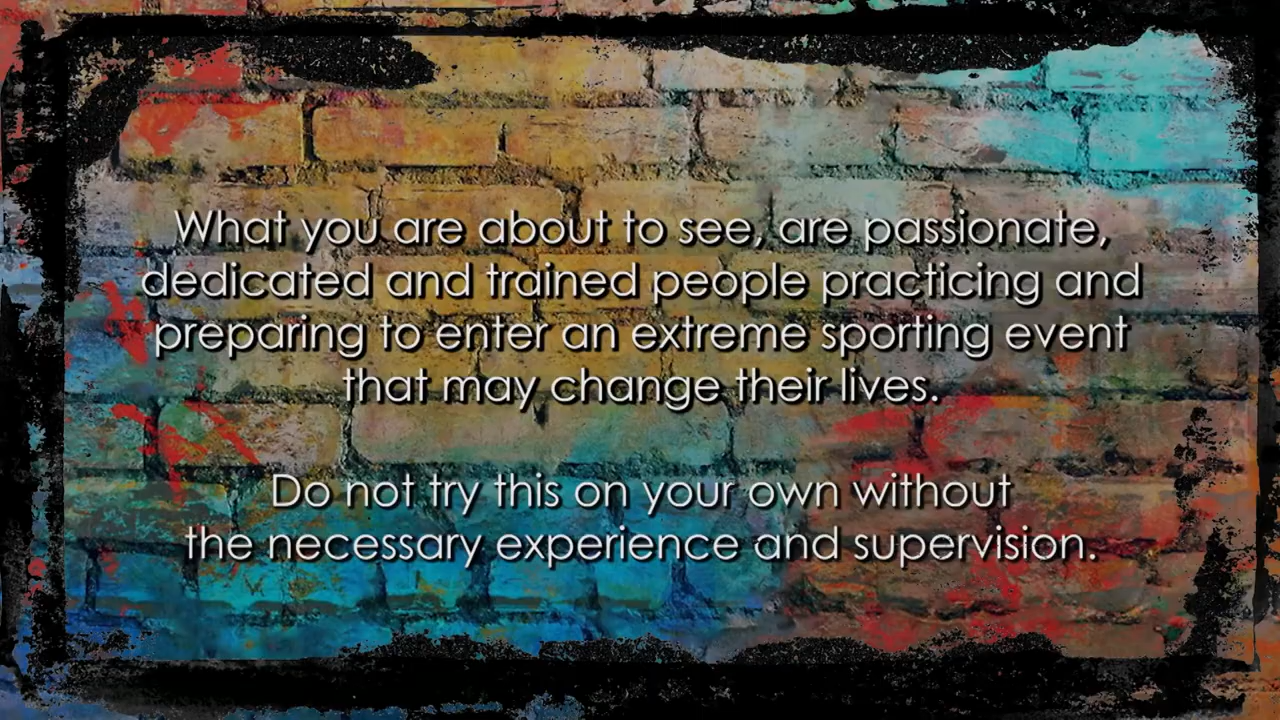 What you are about to see, are passionate,
dedicated and trained people practicing and
preparing to enter an extreme sporting event
that may change their lives.
Do not try this on your own without
the necessary experience and supervision.